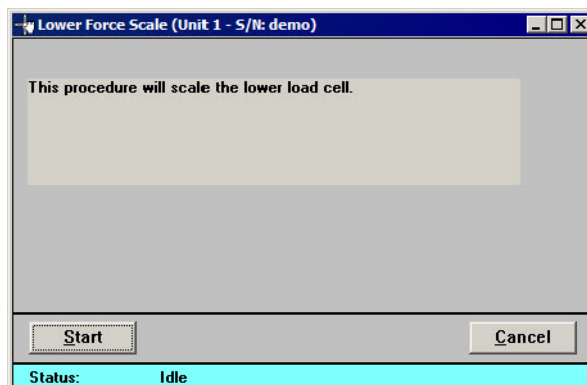 Lower Force Scale (Unit 1 - S/N: demo)
This procedure will scale the lower load cell.
Start
Cancel
Status: Idle